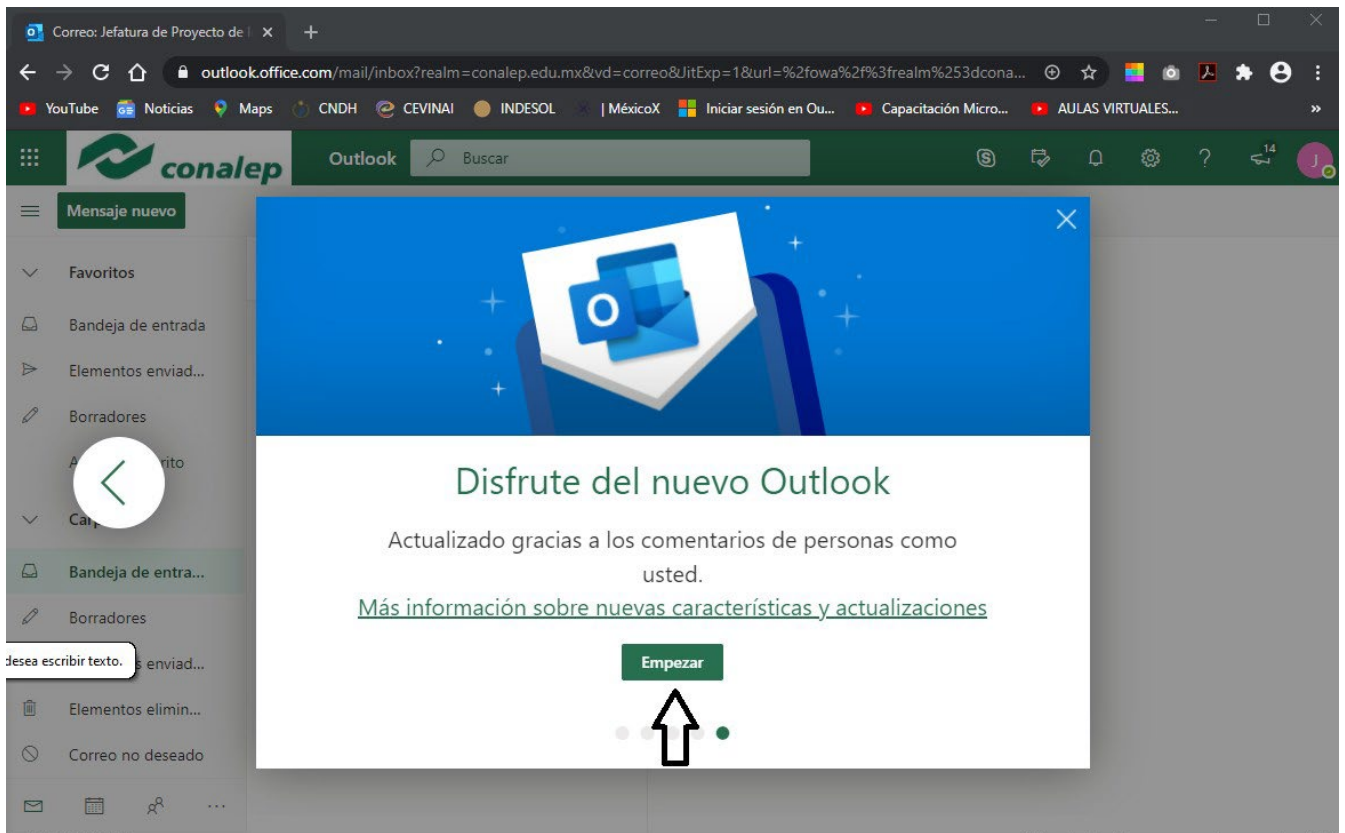 Correo: Jefatura de Proyecto de
outlook.office.com/mail/inbox?realm=conalep.edu.mx&vd=correo&JitExp=1&url=%2fowa%2f%3frealm%253dcona...
YouTube Noticias Maps CNDH CEVINAI INDESOL | MéxicoX Iniciar sesión en Ou... Capacitación Micro... AULAS VIRTUALES... »
conalep Outlook Buscar 14 J
Mensaje nuevo
Favoritos
Bandeja de entrada
Elementos enviad...
Borradores
A rito
Carp
Bandeja de entra...
Borradores
desea escribir texto. s enviad...
Elementos elimin...
Correo no deseado
...
Disfrute del nuevo Outlook
Actualizado gracias a los comentarios de personas como
usted.
Más información sobre nuevas características y actualizaciones
Empezar